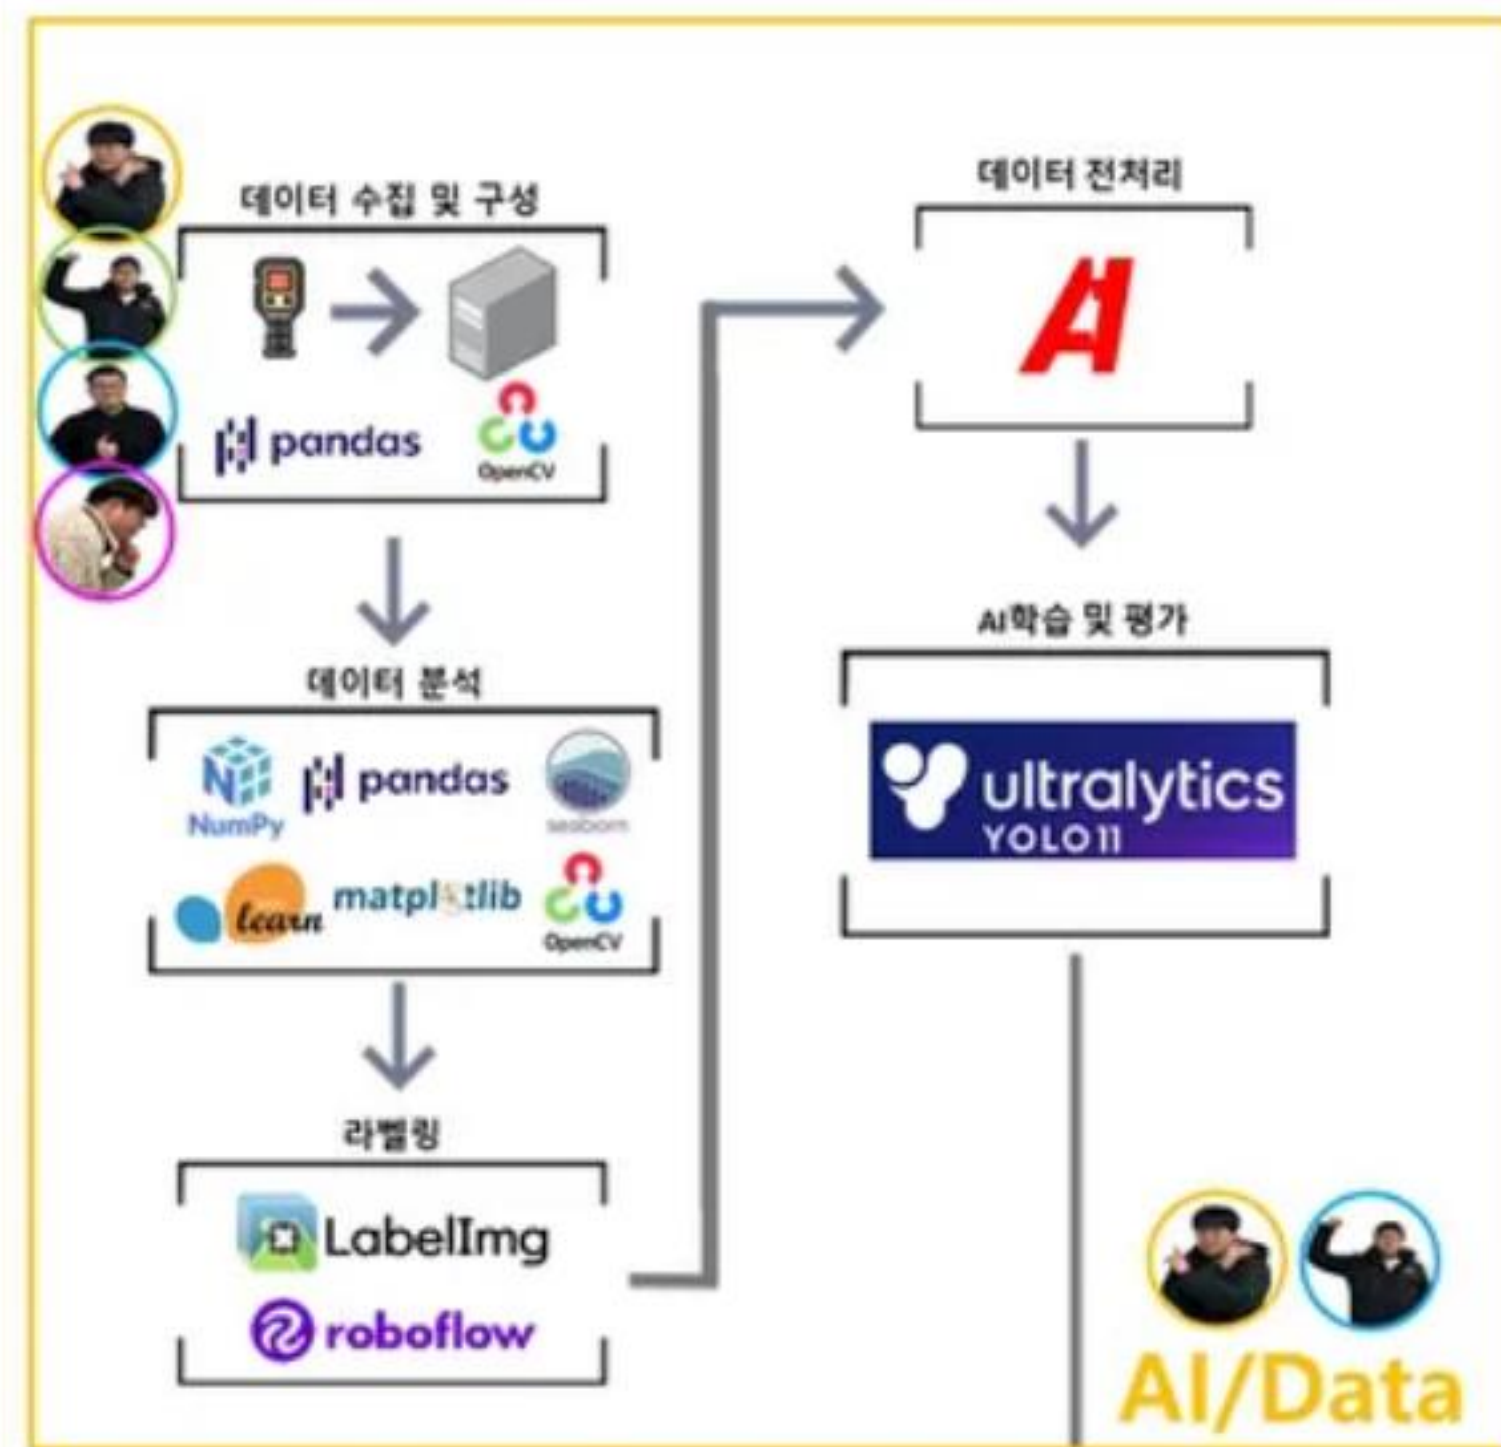 데이터 수집 및 구성
pandas
OpenCV
데이터 분석
NumPy
pandas
seaborn
learn
matplotlib
OpenCV
라벨링
LabelImg
roboflow
데이터 전처리
A
AI학습 및 평가
ultralytics
YOLO11
AI/Data